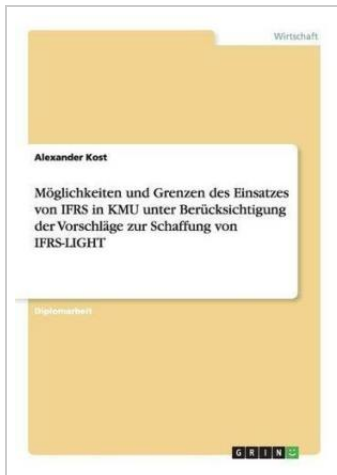 Wirtschaft
Alexander Kost
Möglichkeiten und Grenzen des Einsatzes
von IFRS in KMU unter Berücksichtigung
der Vorschläge zur Schaffung von
IFRS-LIGHT
Diplomarbeit
GRIN